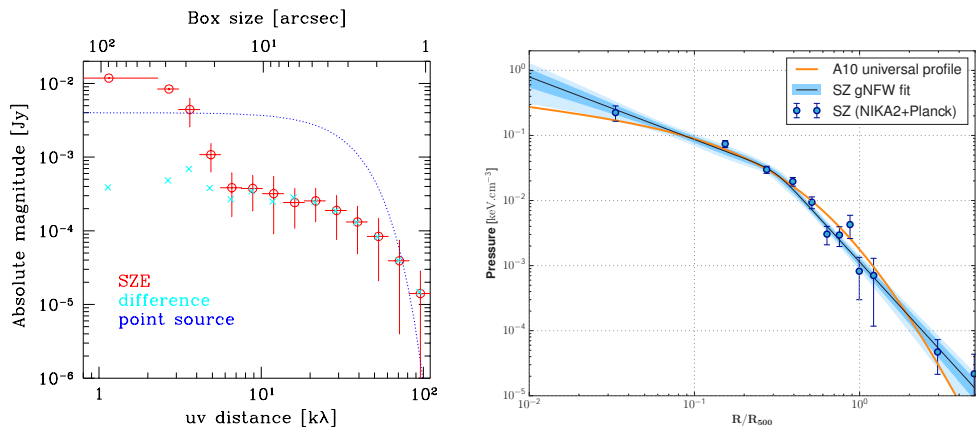 Box size [arcsec]
10² 10¹ 1
10⁻²
10⁻³
10⁻⁴
10⁻⁵
10⁻⁶
Absolute magnitude [Jy]
SZE
difference
point source
1 10¹ 10²
uv distance [kλ]
A10 universal profile
SZ gNFW fit
SZ (NIKA2+Planck)
10⁰
10⁻¹
10⁻²
10⁻³
10⁻⁴
10⁻⁵
Pressure [keV.cm⁻³]
10⁻² 10⁻¹ 10⁰
R/R₅₀₀